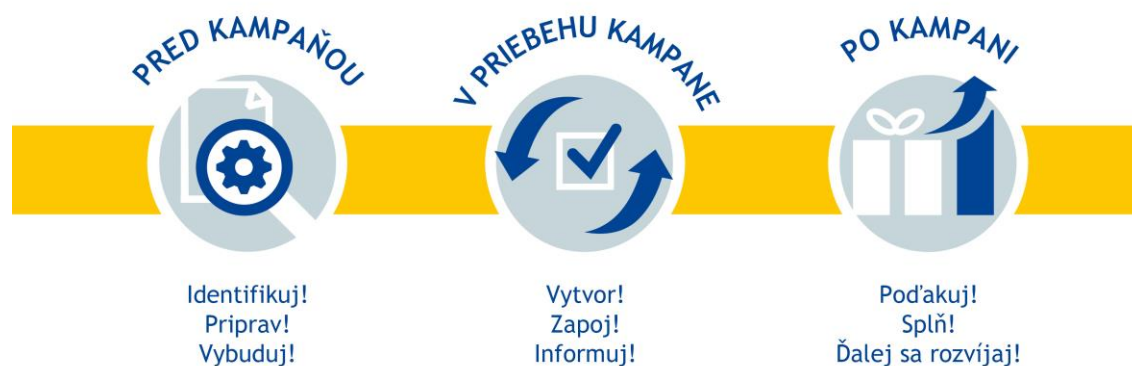 PRED KAMPAŇOU
Identifikuj!
Priprav!
Vybuduj!
V PRIEBEHU KAMPANE
Vytvor!
Zapoj!
Informuj!
PO KAMPANI
Poďakuj!
Splň!
Ďalej sa rozvíjaj!